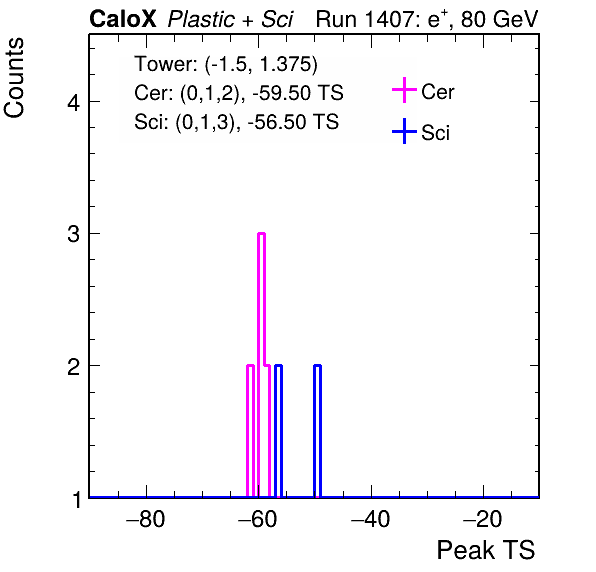 CaloX Plastic + Sci Run 1407: e⁺, 80 GeV
Counts
Tower: (-1.5, 1.375)
Cer: (0,1,2), -59.50 TS
Sci: (0,1,3), -56.50 TS
Cer
Sci
4
3
2
1
−80 −60 −40 −20
Peak TS